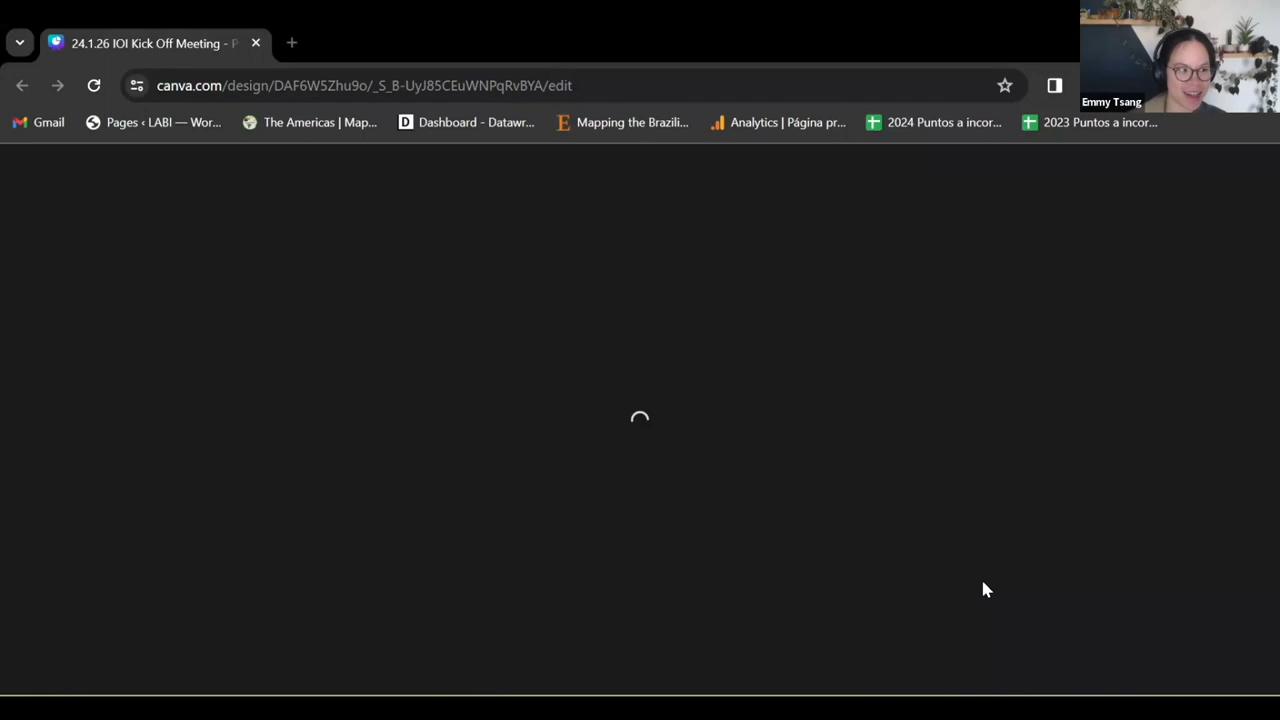 24.1.26 IOI Kick Off Meeting - P
canva.com/design/DAF6W5Zhu9o/_S_B-UyJ85CEuWNPqRvBYA/edit
Emmy Tsang
Gmail
Pages ‹ LABI — Wor...
The Americas | Map...
D
Dashboard - Datawr...
E
Mapping the Brazili...
Analytics | Página pr...
2024 Puntos a incor...
2023 Puntos a incor...